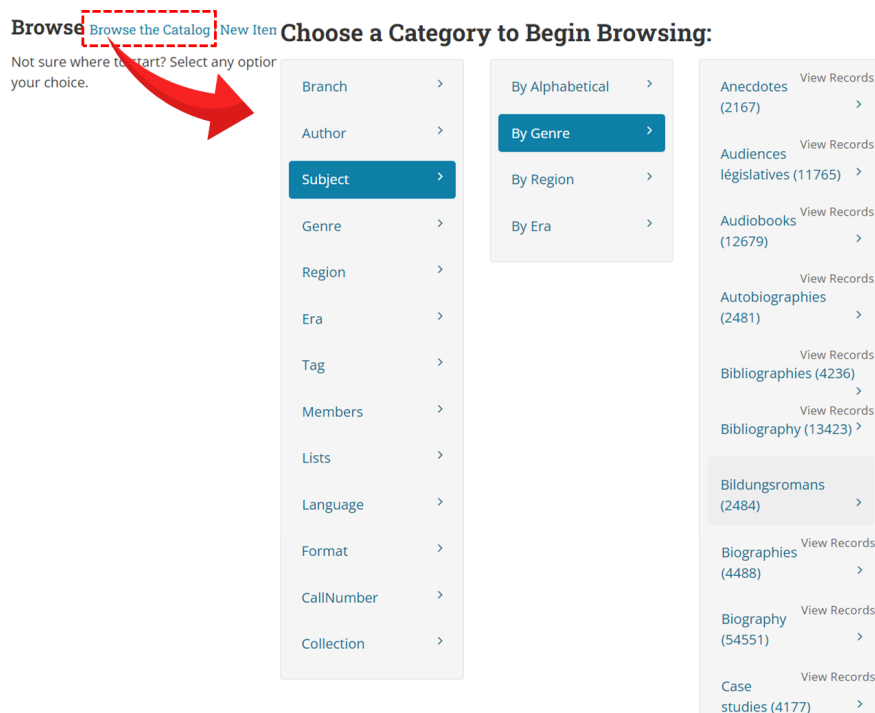 Browse Browse the Catalog New Iten
Not sure where to start? Select any option
your choice.
Choose a Category to Begin Browsing:
Branch
Author
Subject
Genre
Region
Era
Tag
Members
Lists
Language
Format
CallNumber
Collection
By Alphabetical
By Genre
By Region
By Era
View Records
Anecdotes
(2167)
View Records
Audiences
législatives (11765)
View Records
Audiobooks
(12679)
View Records
Autobiographies
(2481)
View Records
Bibliographies (4236)
View Records
Bibliography (13423)
Bildungsromans
(2484)
View Records
Biographies
(4488)
View Records
Biography
(54551)
View Records
Case
studies (4177)